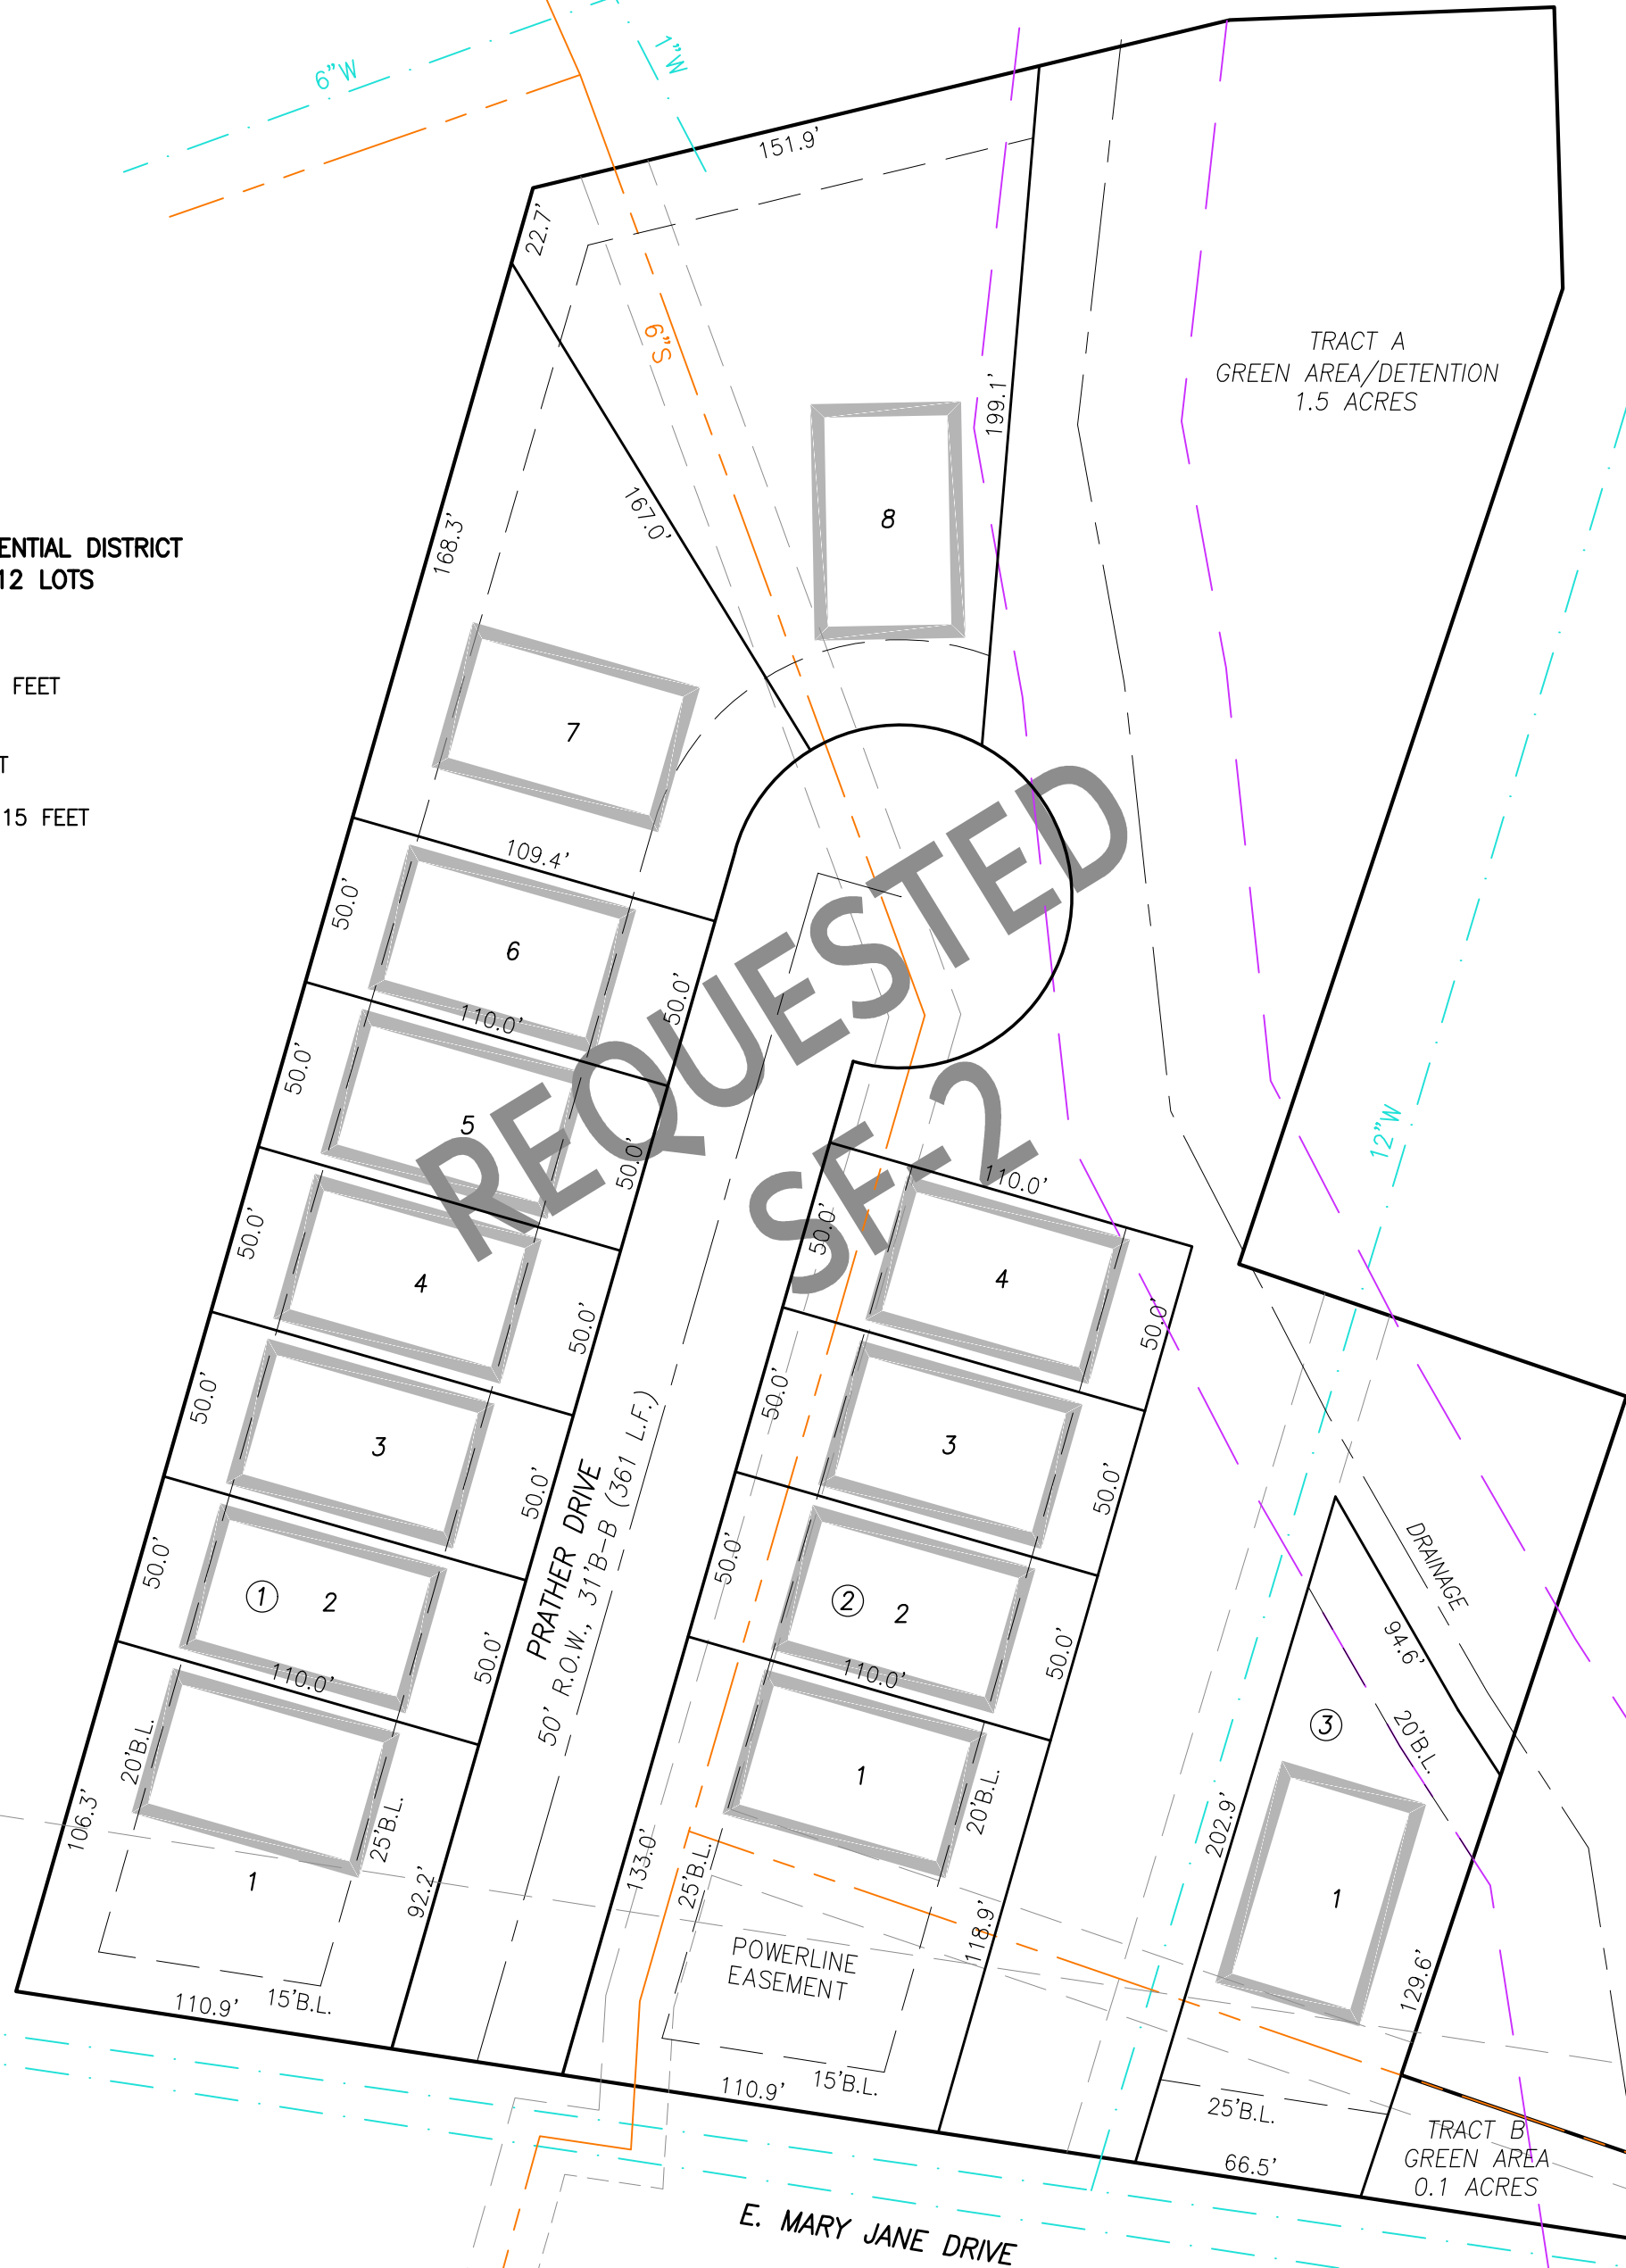 6"W
1"W
151.9'
22.7'
6"S
TRACT A
GREEN AREA/DETENTION
1.5 ACRES
199.1'
8
167.0'
168.3'
ENTIAL DISTRICT
12 LOTS
FEET
T
15 FEET
7
109.4'
50.0'
6
50.0'
110.0'
REQUESTED
SF-2
50.0'
5
50.0'
12"W
110.0'
50.0'
4
50.0'
50.0'
4
50.0'
50.0'
3
50.0'
50.0'
3
50.0'
50.0'
1
2
50.0'
PRATHER DRIVE
50' R.O.W., 31'B-B (361 L.F.)
50.0'
2
2
50.0'
DRAINAGE
94.6'
110.0'
110.0'
20'B.L.
106.3'
25'B.L.
1
92.2'
133.0'
25'B.L.
1
20'B.L.
118.9'
3
20'B.L.
202.9'
1
129.6'
POWERLINE
EASEMENT
110.9'
15'B.L.
110.9'
15'B.L.
25'B.L.
66.5'
TRACT B
GREEN AREA
0.1 ACRES
E. MARY JANE DRIVE